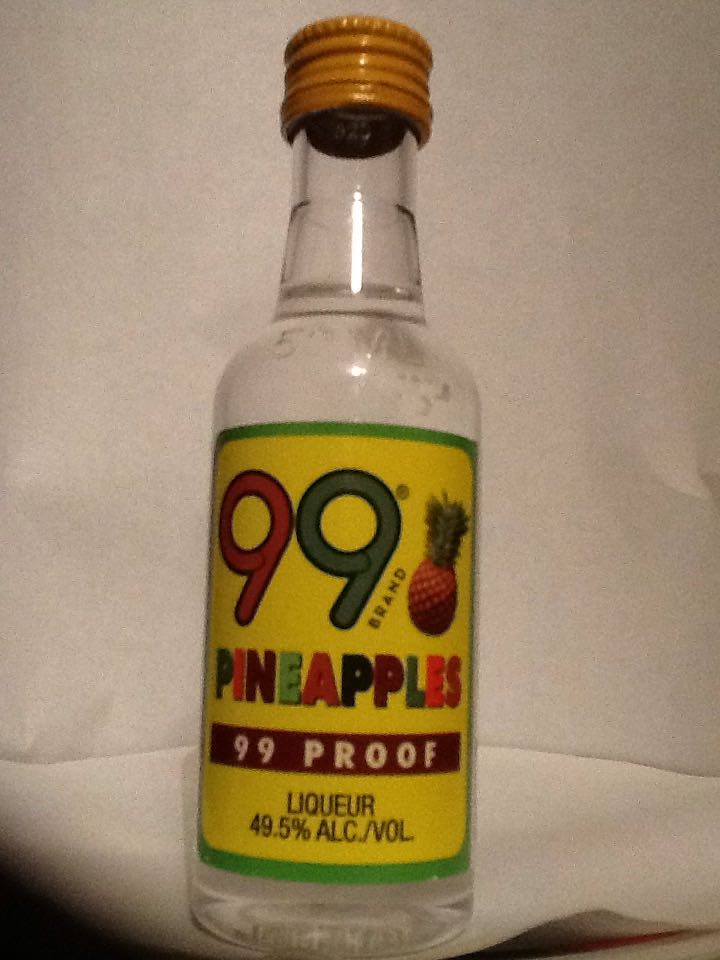 99®
BRAND
PINEAPPLES
99 PROOF
LIQUEUR
49.5% ALC./VOL.